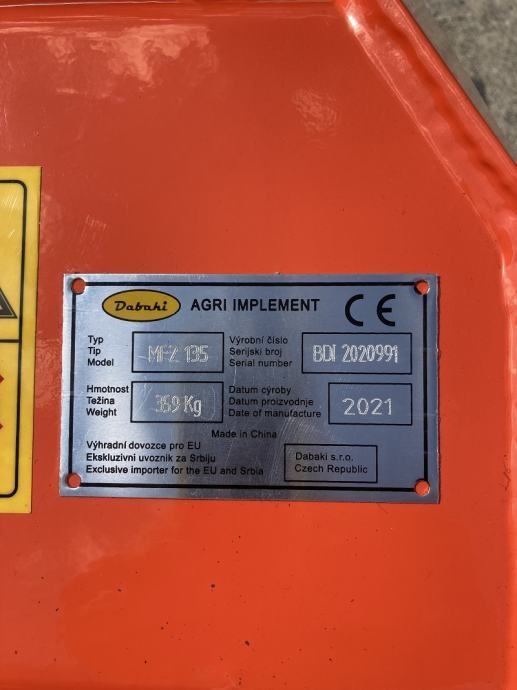 Dabaki AGRI IMPLEMENT CE
Typ
Tip
Model
MFZ 135
Výrobní číslo
Serijski broj
Serial number
BDI 2020991
Hmotnost
Težina
Weight
369 Kg
Datum cýroby
Datum proizvodnje
Date of manufacture
2021
Made in China
Výhradní dovozce pro EU
Ekskluzivni uvoznik za Srbiju
Exclusive importer for the EU and Srbia
Dabaki s.r.o.
Czech Republic